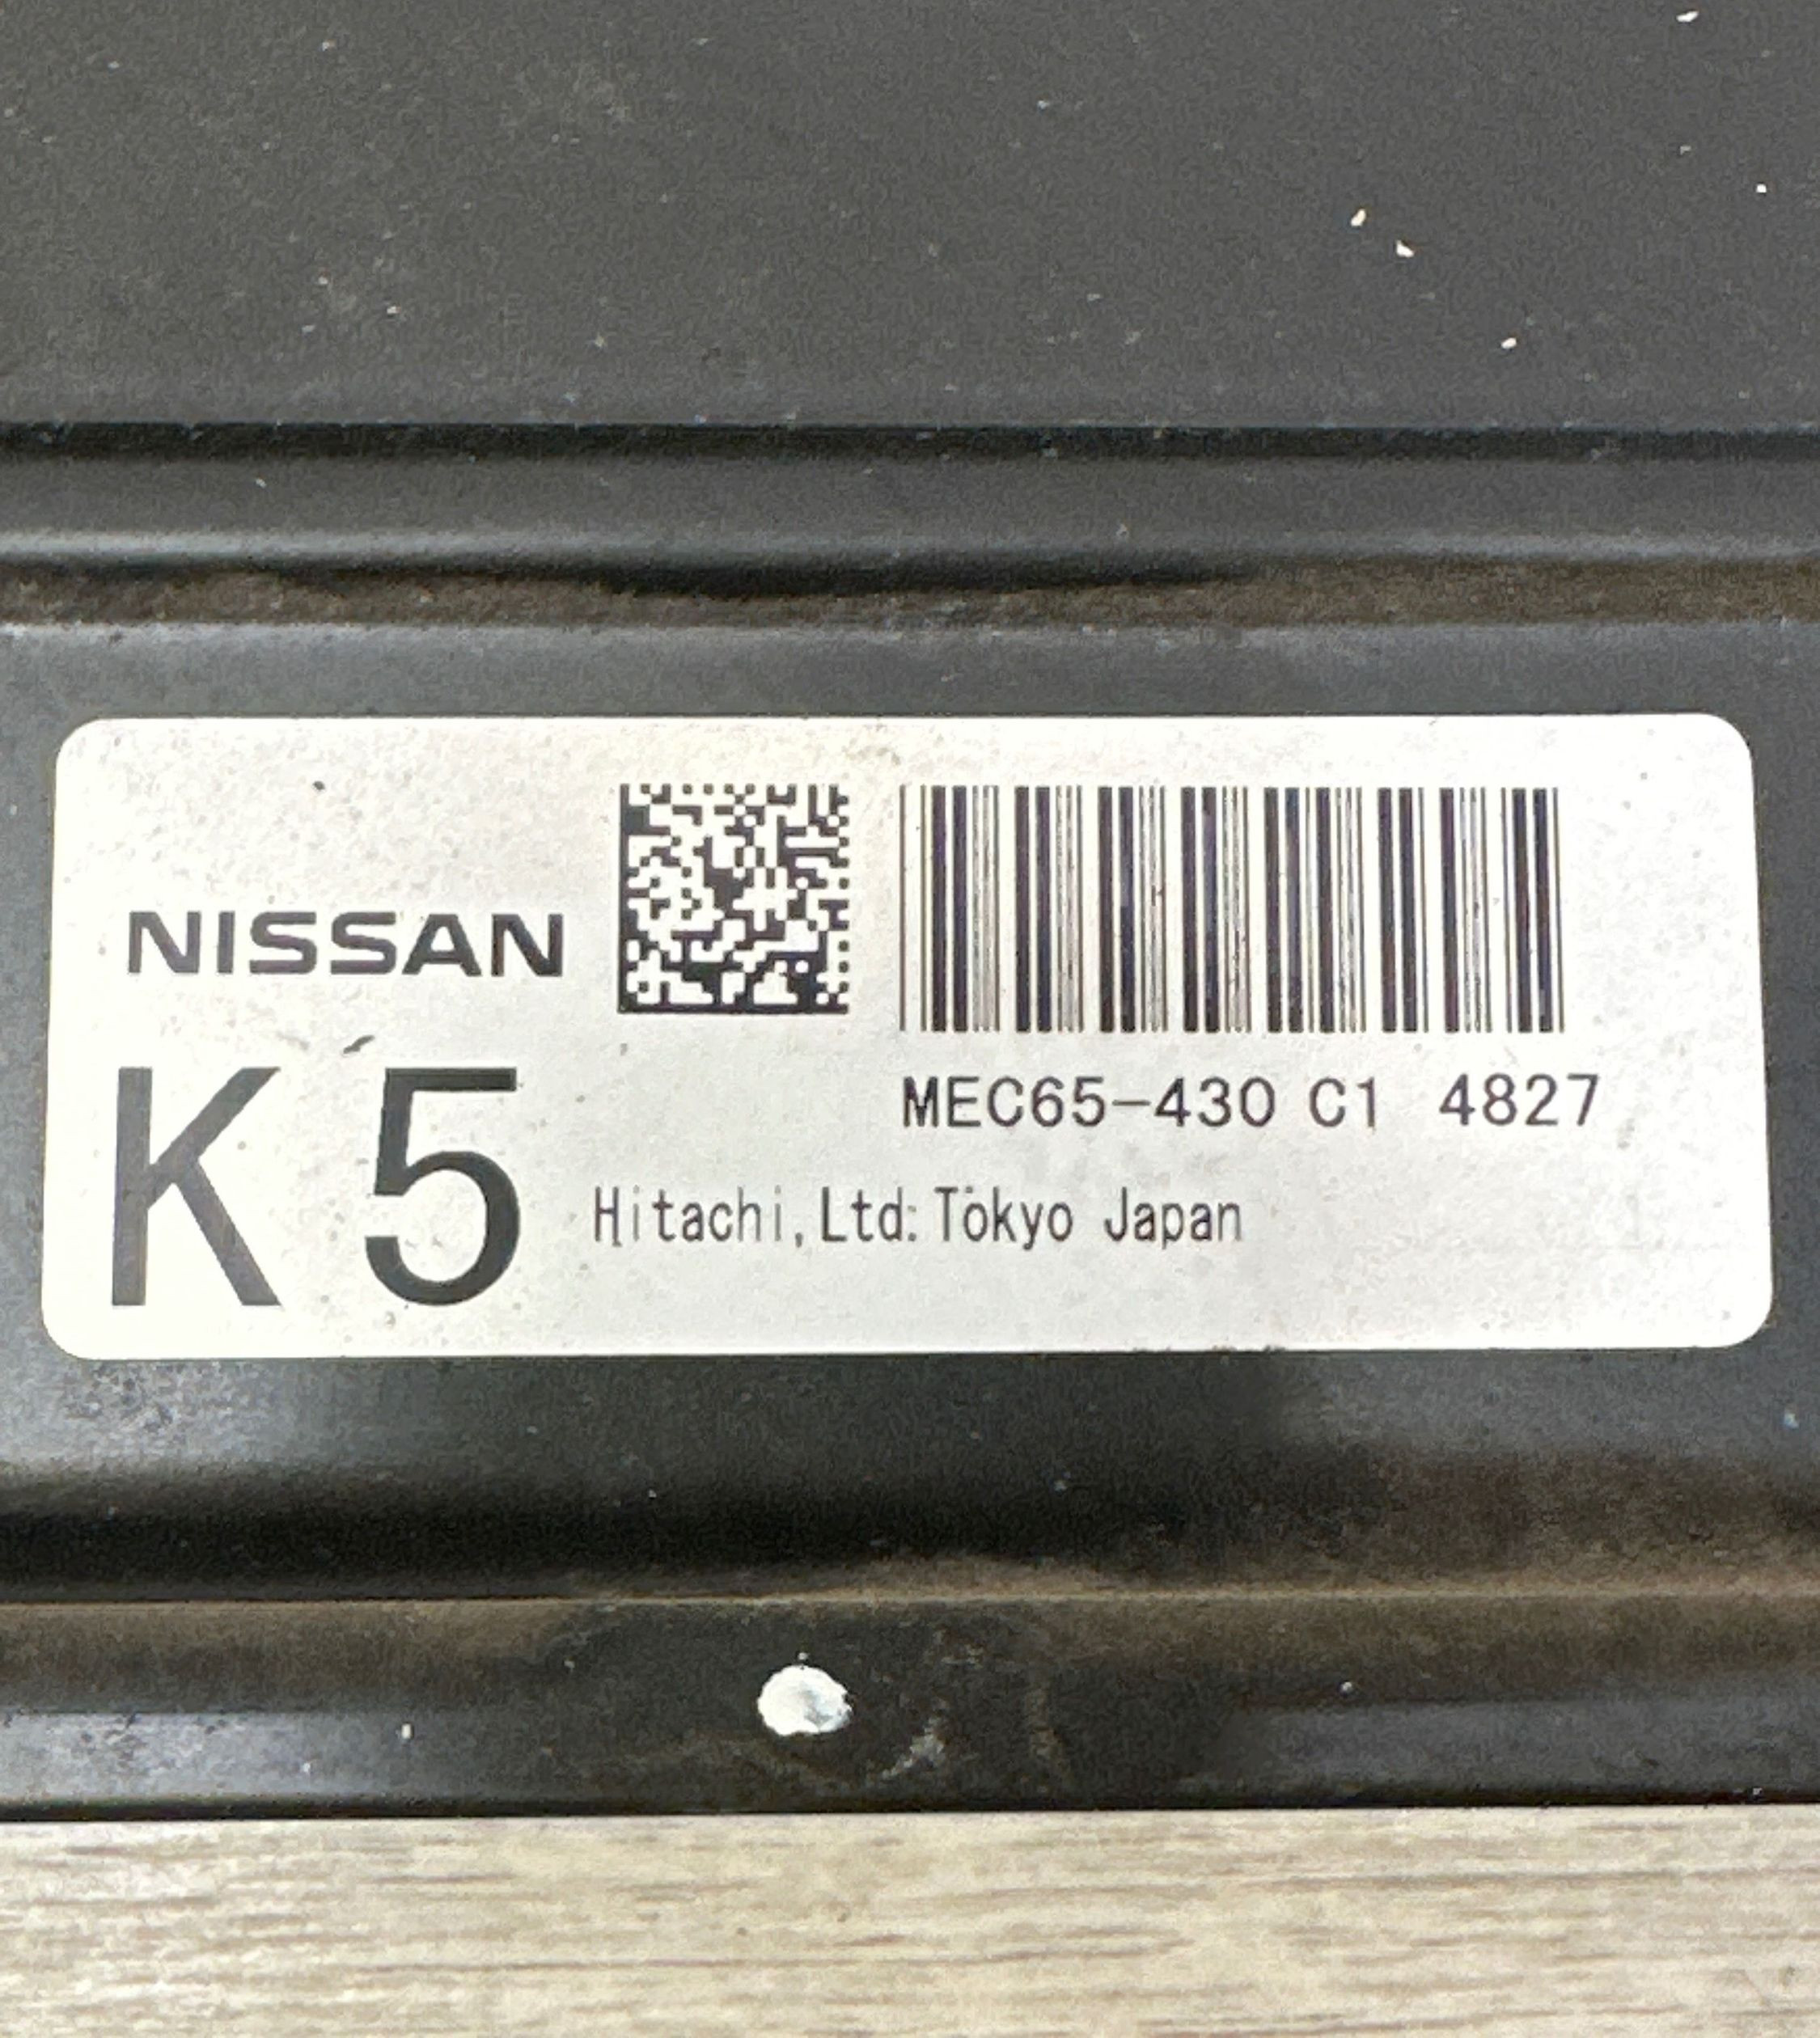 NISSAN
K5
MEC65-430 C1 4827
Hitachi,Ltd.Tokyo Japan